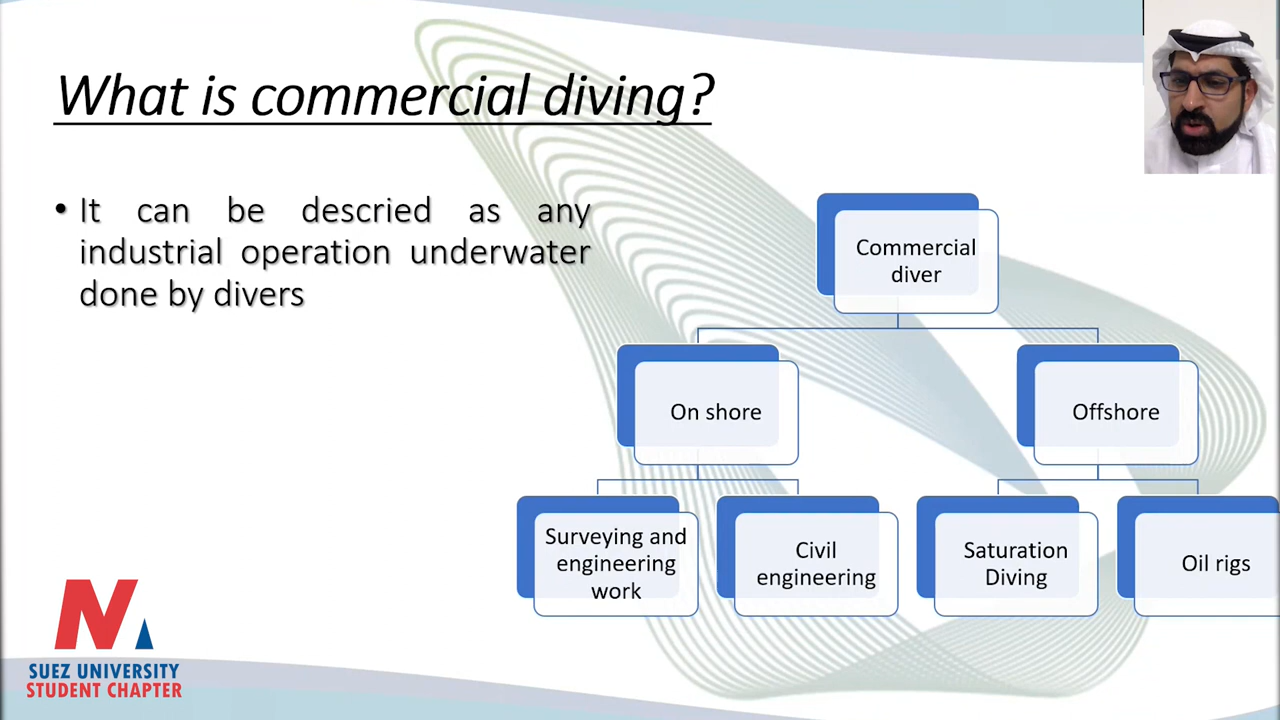 What is commercial diving?
• It can be descried as any
industrial operation underwater
done by divers
Commercial
diver
On shore
Offshore
Surveying and
engineering
work
Civil
engineering
Saturation
Diving
Oil rigs
SUEZ UNIVERSITY
STUDENT CHAPTER